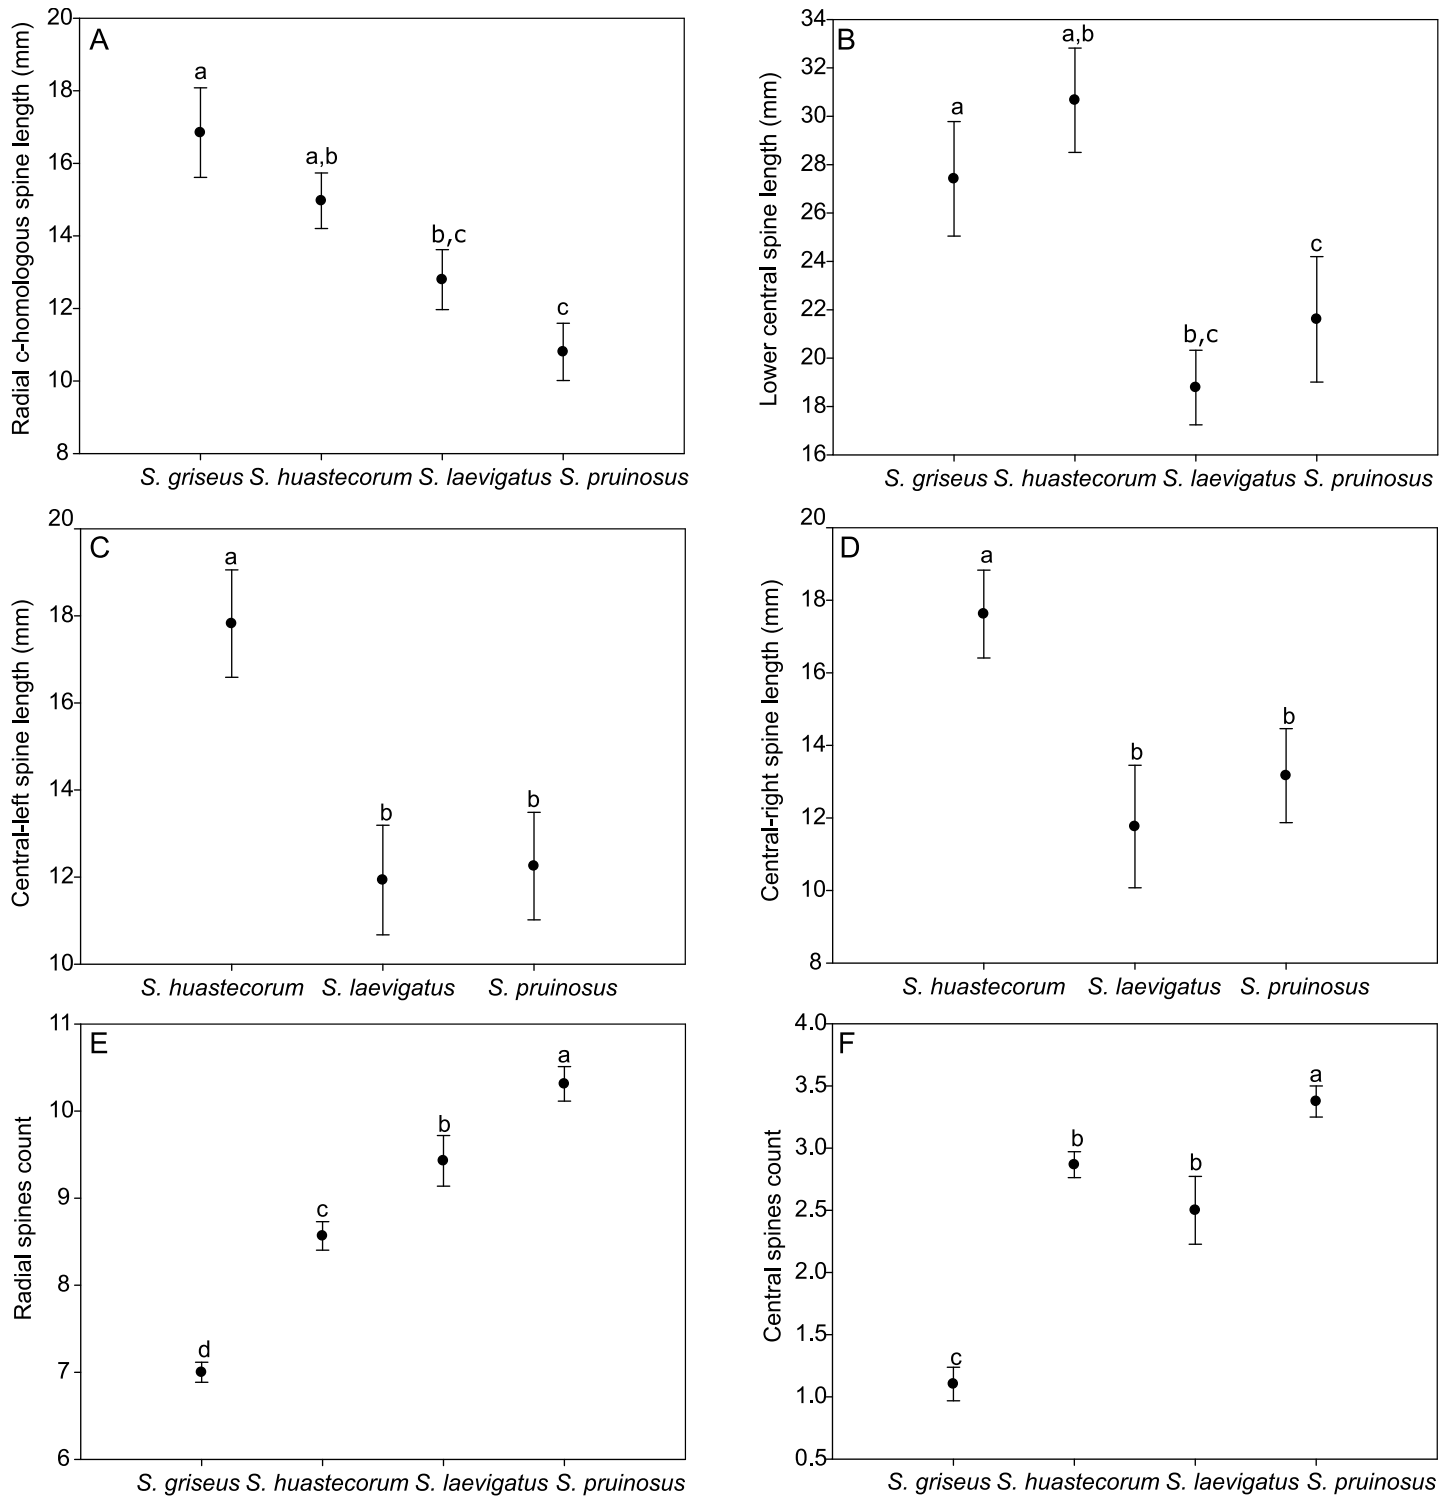 A
Radial c-homologous spine length (mm)
20
18
16
14
12
10
8
a
a,b
b,c
c
S. griseus S. huastecorum S. laevigatus S. pruinosus
B
Lower central spine length (mm)
34
32
30
28
26
24
22
20
18
16
a
a,b
b,c
c
S. griseus S. huastecorum S. laevigatus S. pruinosus
C
Central-left spine length (mm)
20
18
16
14
12
10
a
b
b
S. huastecorum S. laevigatus S. pruinosus
D
Central-right spine length (mm)
20
18
16
14
12
10
8
a
b
b
S. huastecorum S. laevigatus S. pruinosus
E
Radial spines count
11
10
9
8
7
6
d
c
b
a
S. griseus S. huastecorum S. laevigatus S. pruinosus
F
Central spines count
4.0
3.5
3.0
2.5
2.0
1.5
1.0
0.5
c
b
b
a
S. griseus S. huastecorum S. laevigatus S. pruinosus